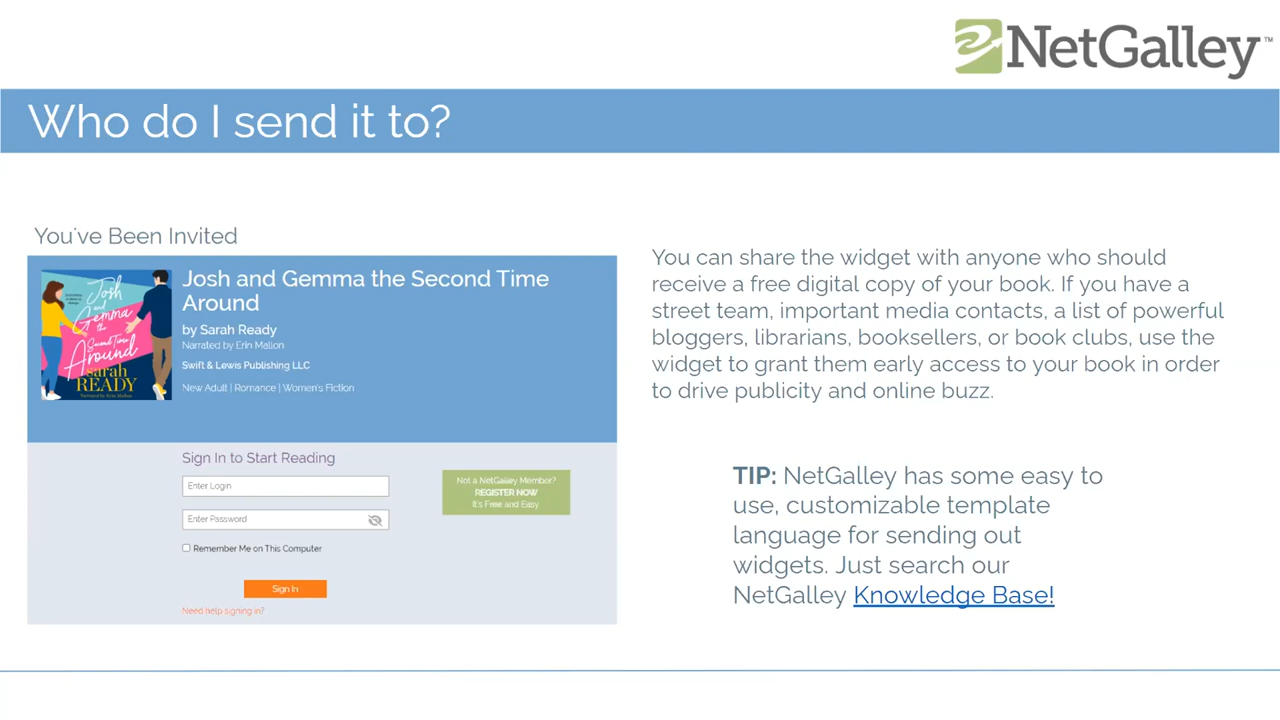 NetGalley™
Who do I send it to?
You've Been Invited
Josh and Gemma the Second Time
Around
by Sarah Ready
Narrated by Erin Mallon
Swift & Lewis Publishing LLC
New Adult | Romance | Women's Fiction
Josh
and
Gemma
the
Second Time
Around
sarah
READY
Narrated by Erin Mallon
Sign In to Start Reading
Enter Login
Enter Password
Remember Me on This Computer
Sign In
Need help signing in?
Not a NetGalley Member?
REGISTER NOW
It's Free and Easy
You can share the widget with anyone who should
receive a free digital copy of your book. If you have a
street team, important media contacts, a list of powerful
bloggers, librarians, booksellers, or book clubs, use the
widget to grant them early access to your book in order
to drive publicity and online buzz.
TIP: NetGalley has some easy to
use, customizable template
language for sending out
widgets. Just search our
NetGalley Knowledge Base!